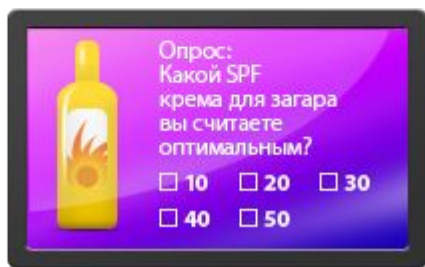 Опрос:
Какой SPF
крема для загара
вы считаете
оптимальным?
10 20 30
40 50